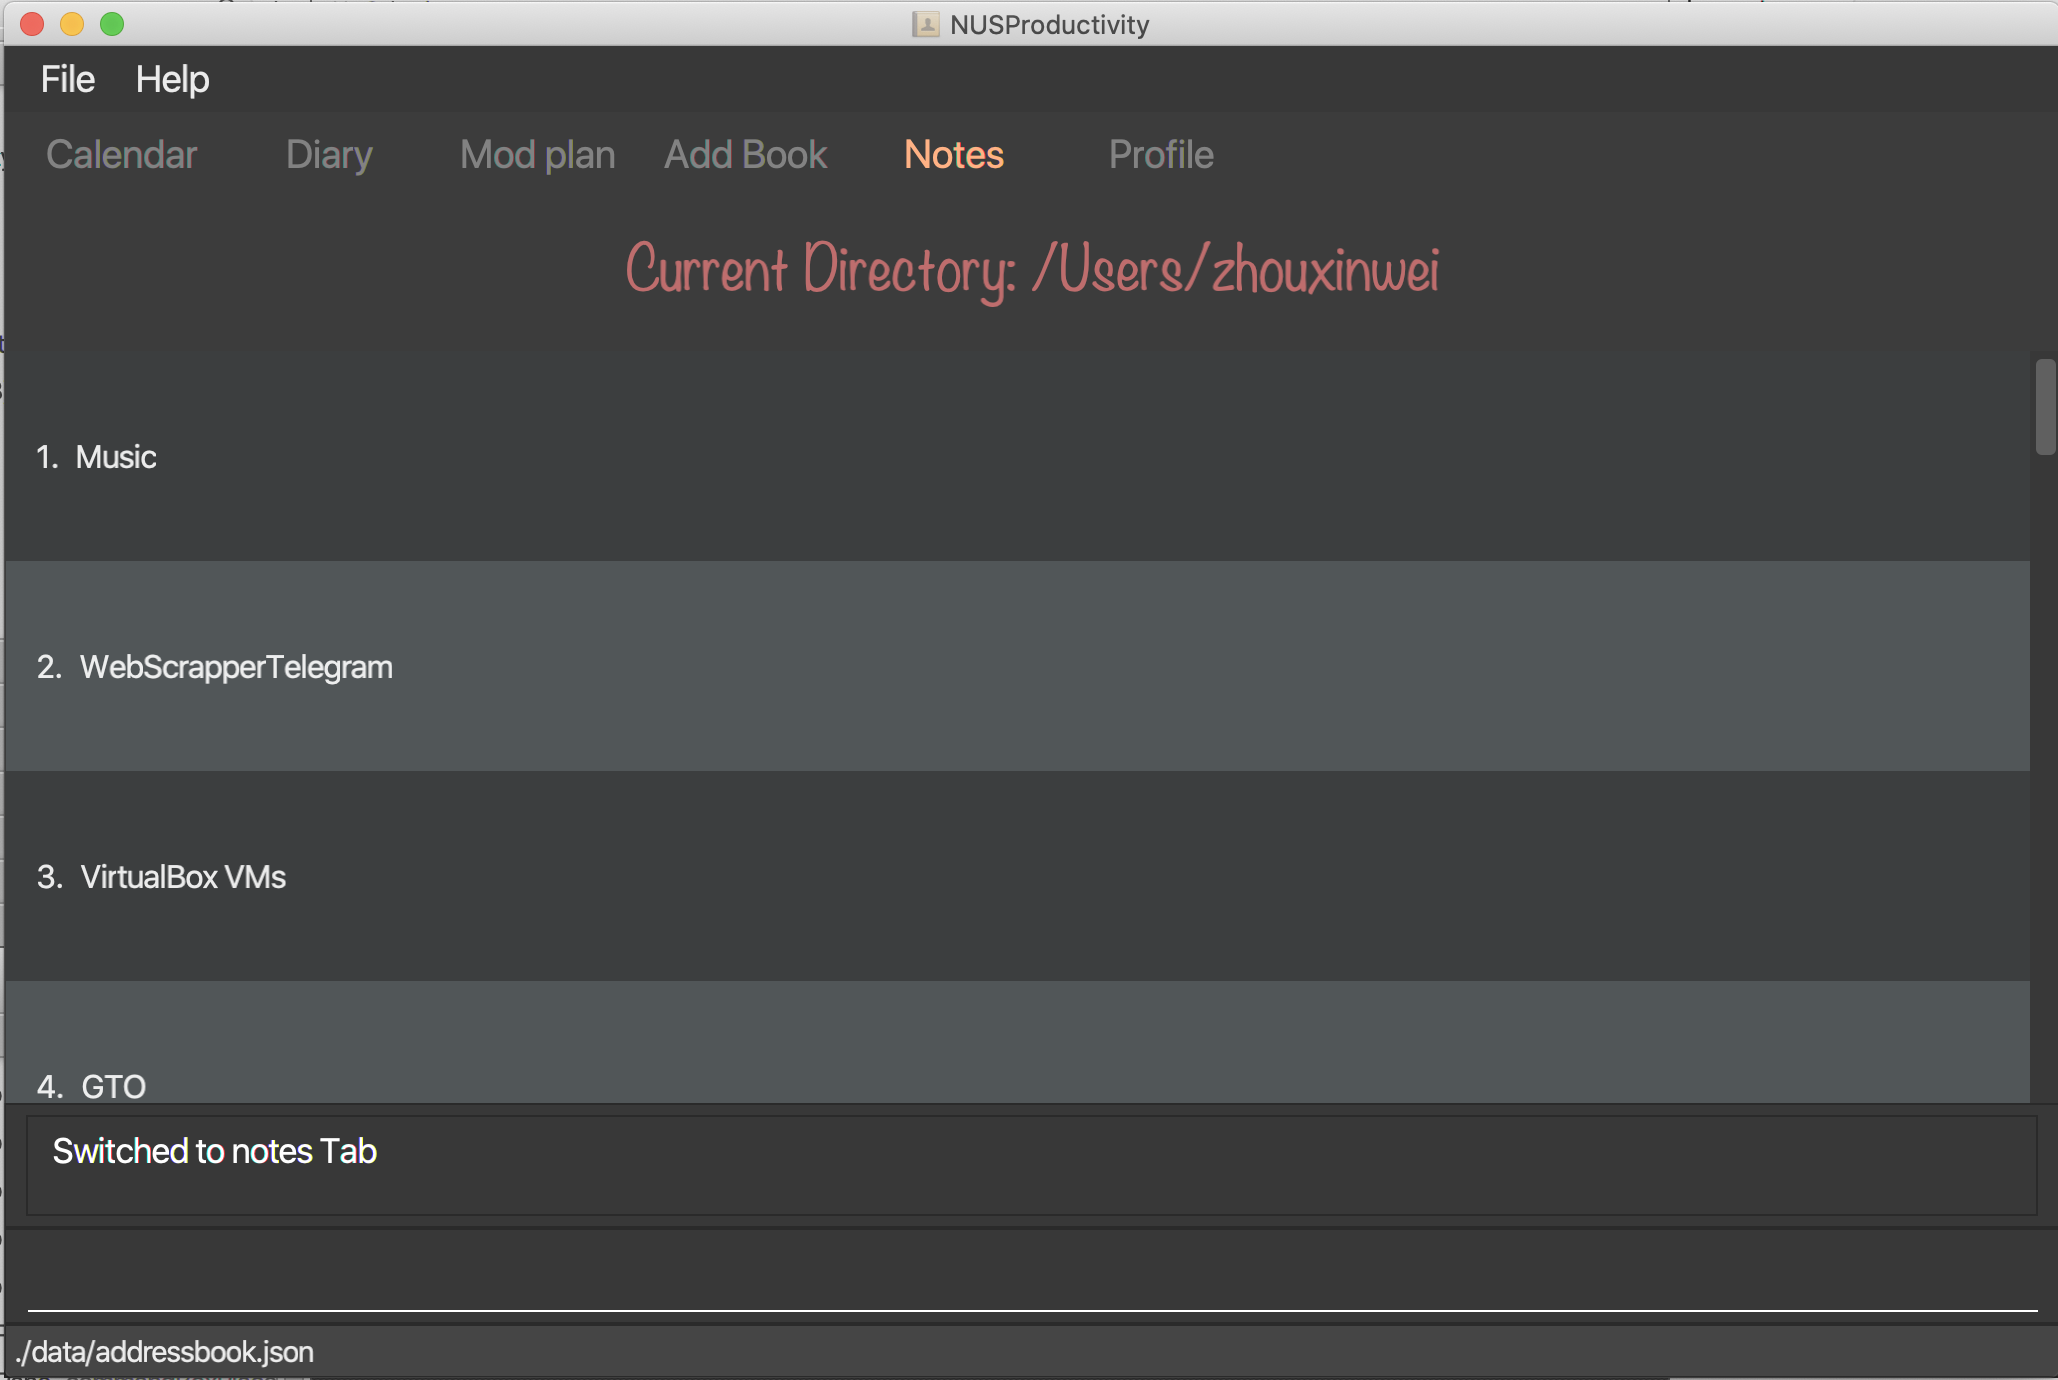 NUSProductivity
File Help
Calendar Diary Mod plan Add Book Notes Profile
Current Directory: /Users/zhouxinwei
1. Music
2. WebScrapperTelegram
3. VirtualBox VMs
4. GTO
Switched to notes Tab
./data/addressbook.json